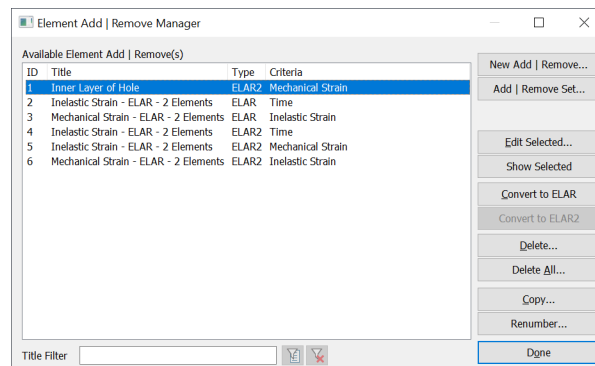 Element Add | Remove Manager
Available Element Add | Remove(s)
ID Title Type Criteria
1 Inner Layer of Hole ELAR2 Mechanical Strain
2 Inelastic Strain - ELAR - 2 Elements ELAR Time
3 Mechanical Strain - ELAR - 2 Elements ELAR Inelastic Strain
4 Inelastic Strain - ELAR - 2 Elements ELAR2 Time
5 Inelastic Strain - ELAR - 2 Elements ELAR2 Mechanical Strain
6 Mechanical Strain - ELAR - 2 Elements ELAR2 Inelastic Strain
New Add | Remove...
Add | Remove Set...
Edit Selected...
Show Selected
Convert to ELAR
Convert to ELAR2
Delete...
Delete All...
Copy...
Renumber...
Title Filter
Done